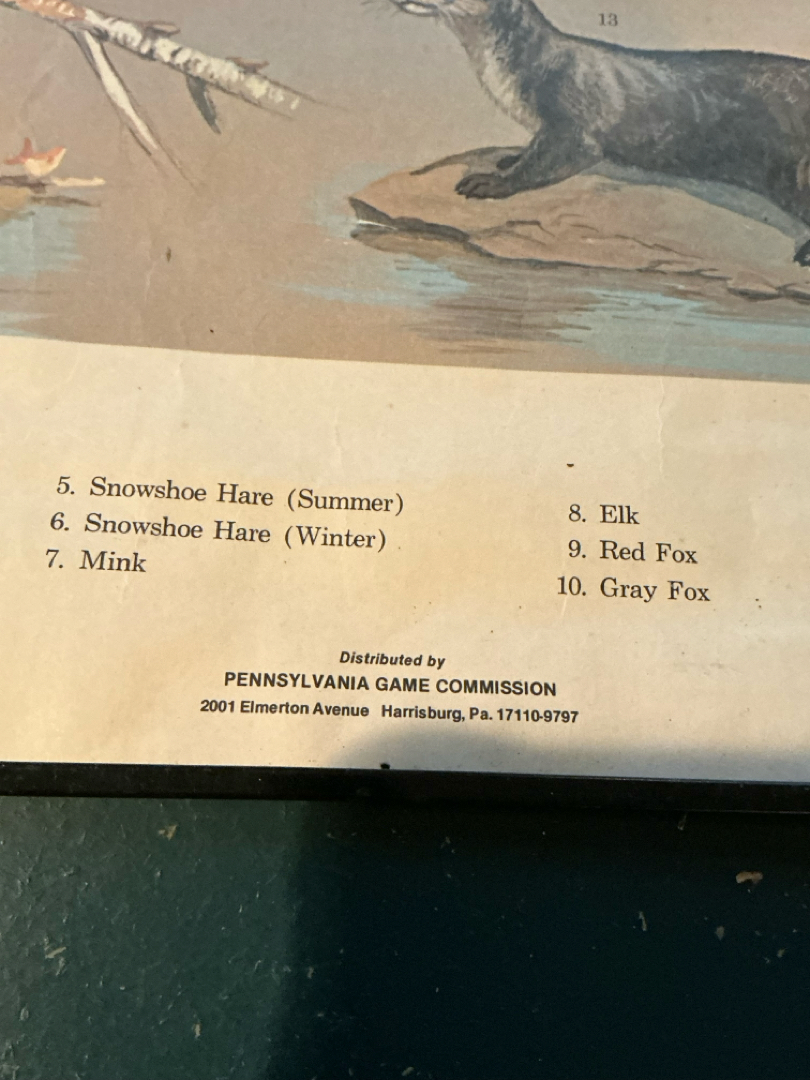 13
5. Snowshoe Hare (Summer)
6. Snowshoe Hare (Winter)
7. Mink
8. Elk
9. Red Fox
10. Gray Fox
Distributed by
PENNSYLVANIA GAME COMMISSION
2001 Elmerton Avenue Harrisburg, Pa. 17110-9797